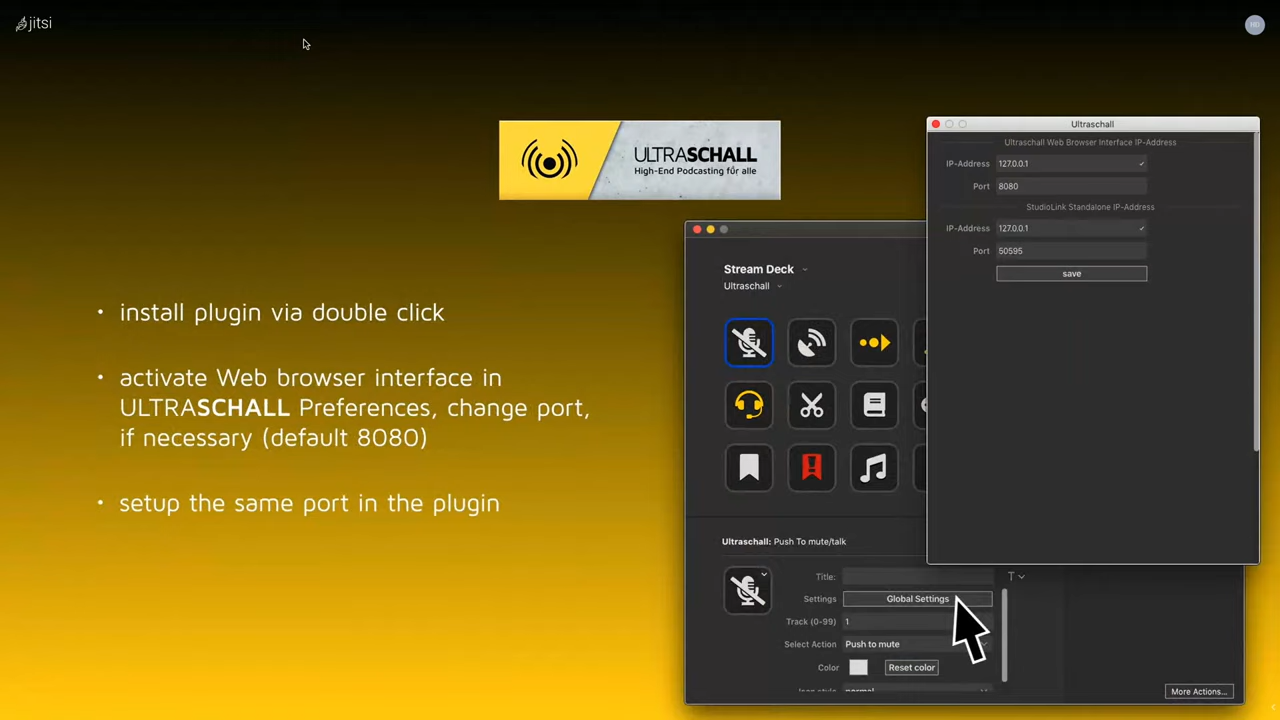 jitsi
HD
ULTRASCHALL
High-End Podcasting für alle
• install plugin via double click
• activate Web browser interface in
ULTRASCHALL Preferences, change port,
if necessary (default 8080)
• setup the same port in the plugin
Ultraschall
Ultraschall Web Browser Interface IP-Address
IP-Address 127.0.0.1
Port 8080
StudioLink Standalone IP-Address
IP-Address 127.0.0.1
Port 50595
save
Stream Deck
Ultraschall
Ultraschall: Push To mute/talk
Title:
Settings Global Settings
Track (0-99) 1
Select Action Push to mute
Color Reset color
Icon style normal
More Actions...